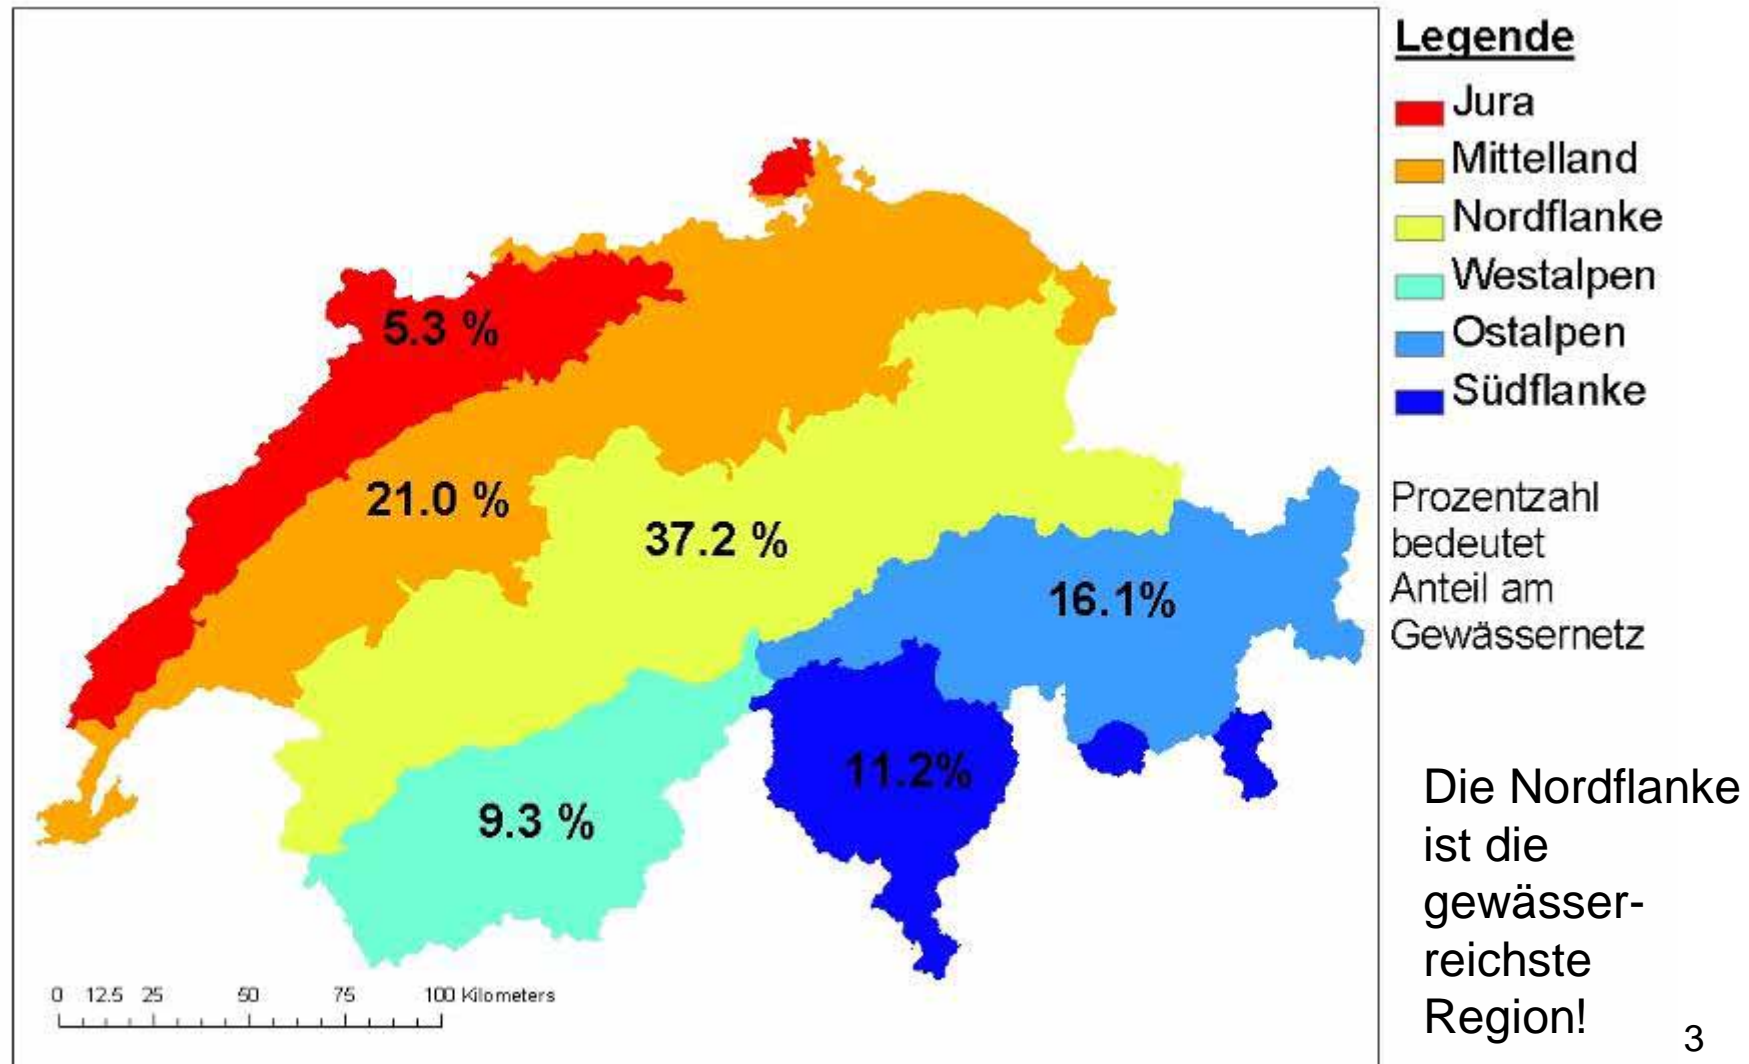 Legende
Jura
Mittelland
Nordflanke
Westalpen
Ostalpen
Südflanke
Prozentzahl
bedeutet
Anteil am
Gewässernetz
5.3 %
21.0 %
37.2 %
16.1%
11.2%
9.3 %
0 12.5 25 50 75 100 Kilometers
Die Nordflanke
ist die
gewässer-
reichste
Region!
3